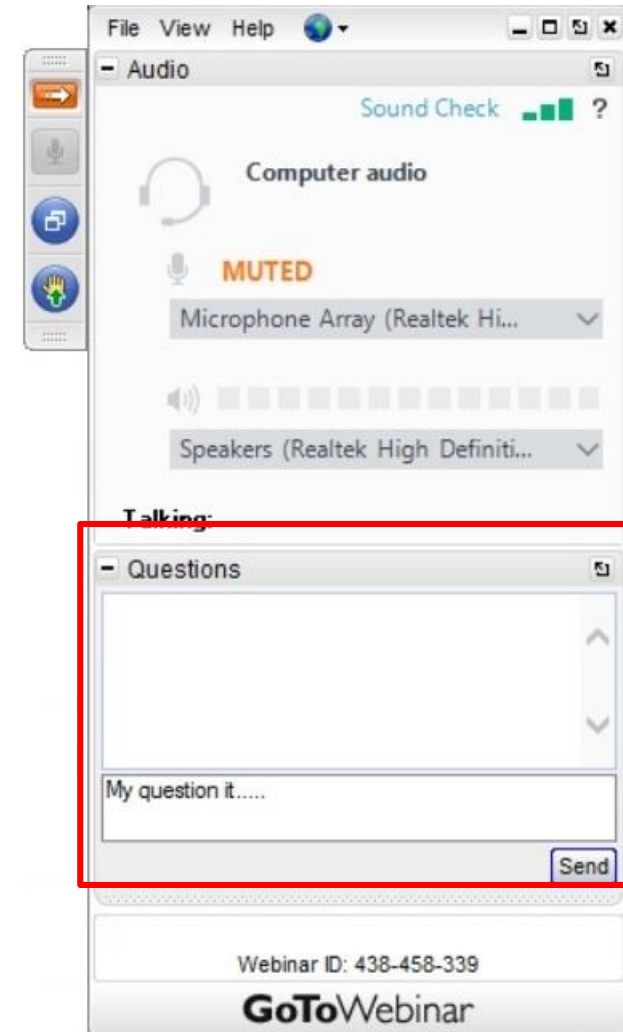 File View Help
Audio
Sound Check ?
Computer audio
MUTED
Microphone Array (Realtek Hi...
Speakers (Realtek High Definiti...
Talking:
Questions
My question it.....
Send
Webinar ID: 438-458-339
GoToWebinar